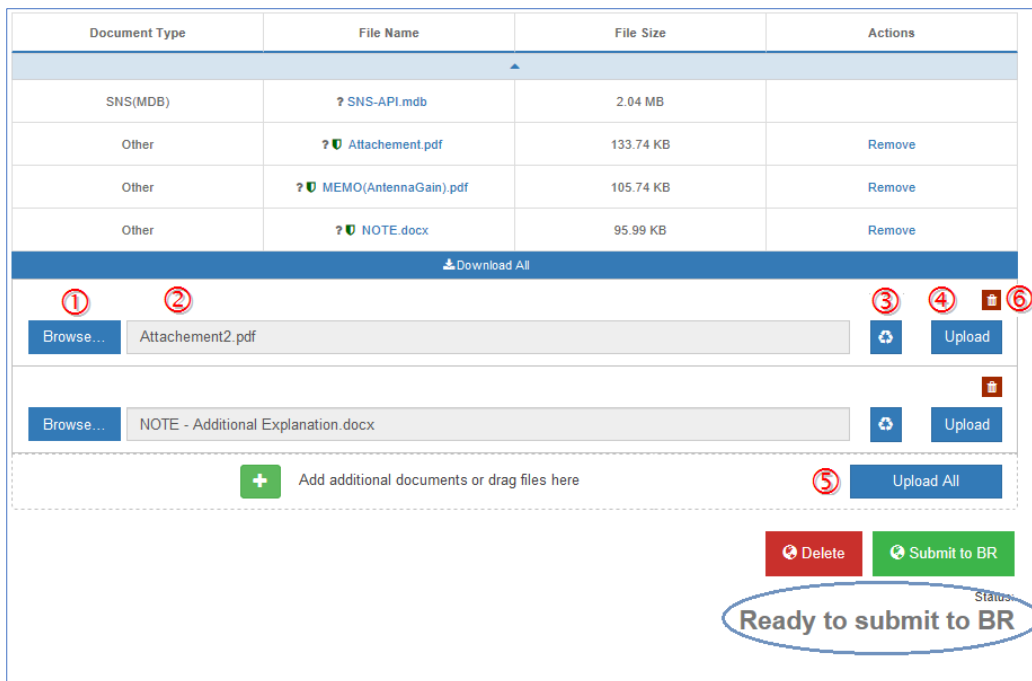 Document Type File Name File Size Actions
SNS(MDB) ? SNS-API.mdb 2.04 MB
Other ? Attachement.pdf 133.74 KB Remove
Other ? MEMO(AntennaGain).pdf 105.74 KB Remove
Other ? NOTE.docx 95.99 KB Remove
Download All
① ② ③ ④ ⑥
Browse... Attachement2.pdf Upload
Browse... NOTE - Additional Explanation.docx Upload
+ Add additional documents or drag files here ⑤ Upload All
Delete Submit to BR
Status:
Ready to submit to BR